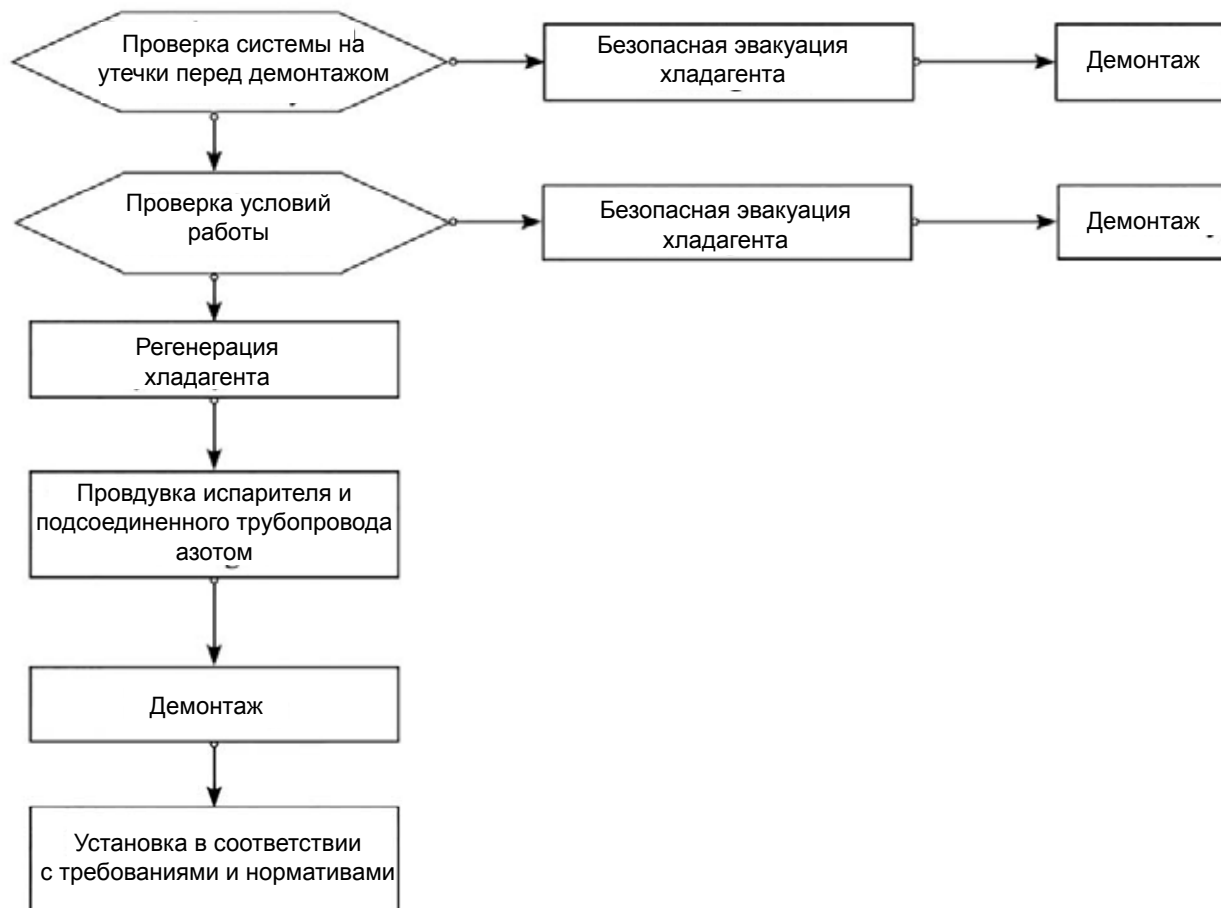 Проверка системы на
утечки перед демонтажом
Безопасная эвакуация
хладагента
Демонтаж
Проверка условий
работы
Безопасная эвакуация
хладагента
Демонтаж
Регенерация
хладагента
Провдувка испарителя и
подсоединенного трубопровода
азотом
Демонтаж
Установка в соответствии
с требованиями и нормативами